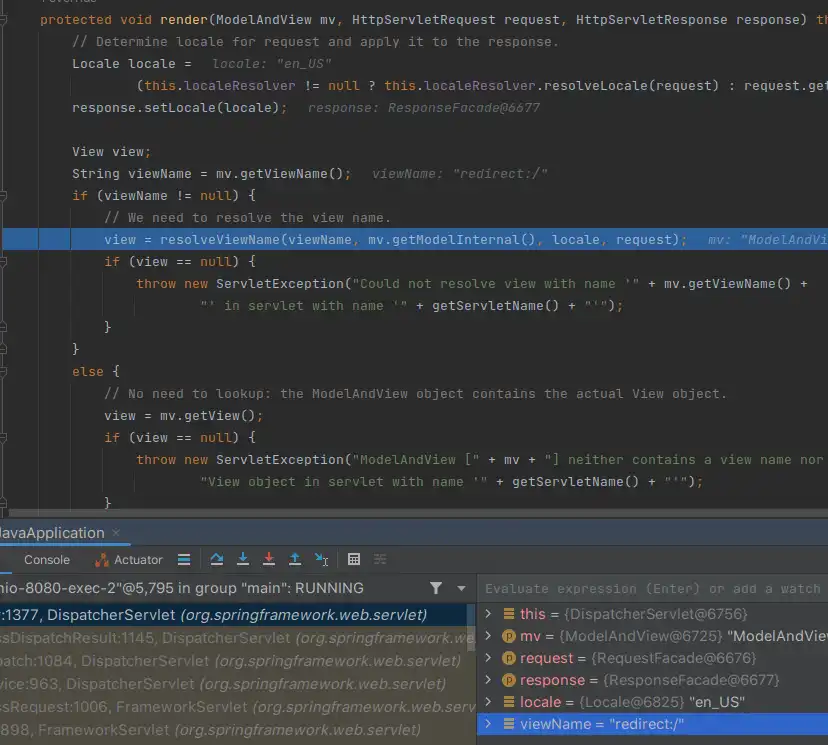 protected void render(ModelAndView mv, HttpServletRequest request, HttpServletResponse response) th
// Determine locale for request and apply it to the response.
Locale locale =   locale: "en_US"
(this.localeResolver != null ? this.localeResolver.resolveLocale(request) : request.get
response.setLocale(locale);   response: ResponseFacade@6677
View view;
String viewName = mv.getViewName();   viewName: "redirect:/"
if (viewName != null) {
// We need to resolve the view name.
view = resolveViewName(viewName, mv.getModelInternal(), locale, request);   mv: "ModelAndVi
if (view == null) {
throw new ServletException("Could not resolve view with name '" + mv.getViewName() +
"' in servlet with name '" + getServletName() + "'");
}
}
else {
// No need to lookup: the ModelAndView object contains the actual View object.
view = mv.getView();
if (view == null) {
throw new ServletException("ModelAndView [" + mv + "] neither contains a view name nor
"View object in servlet with name '" + getServletName() + "'");
}
JavaApplication ×
Console   Actuator
nio-8080-exec-2"@5,795 in group "main": RUNNING
Evaluate expression (Enter) or add a watch
:1377, DispatcherServlet (org.springframework.web.servlet)
ssDispatchResult:1145, DispatcherServlet (org.springframework.we
patch:1084, DispatcherServlet (org.springframework.web.servlet)
vice:963, DispatcherServlet (org.springframework.web.servlet)
ssRequest:1006, FrameworkServlet (org.springframework.web.serv
898, FrameworkServlet (org.springframework.web.servlet)
this = {DispatcherServlet@6756}
mv = {ModelAndView@6725} "ModelAndView
request = {RequestFacade@6676}
response = {ResponseFacade@6677}
locale = {Locale@6825} "en_US"
viewName = "redirect:/"